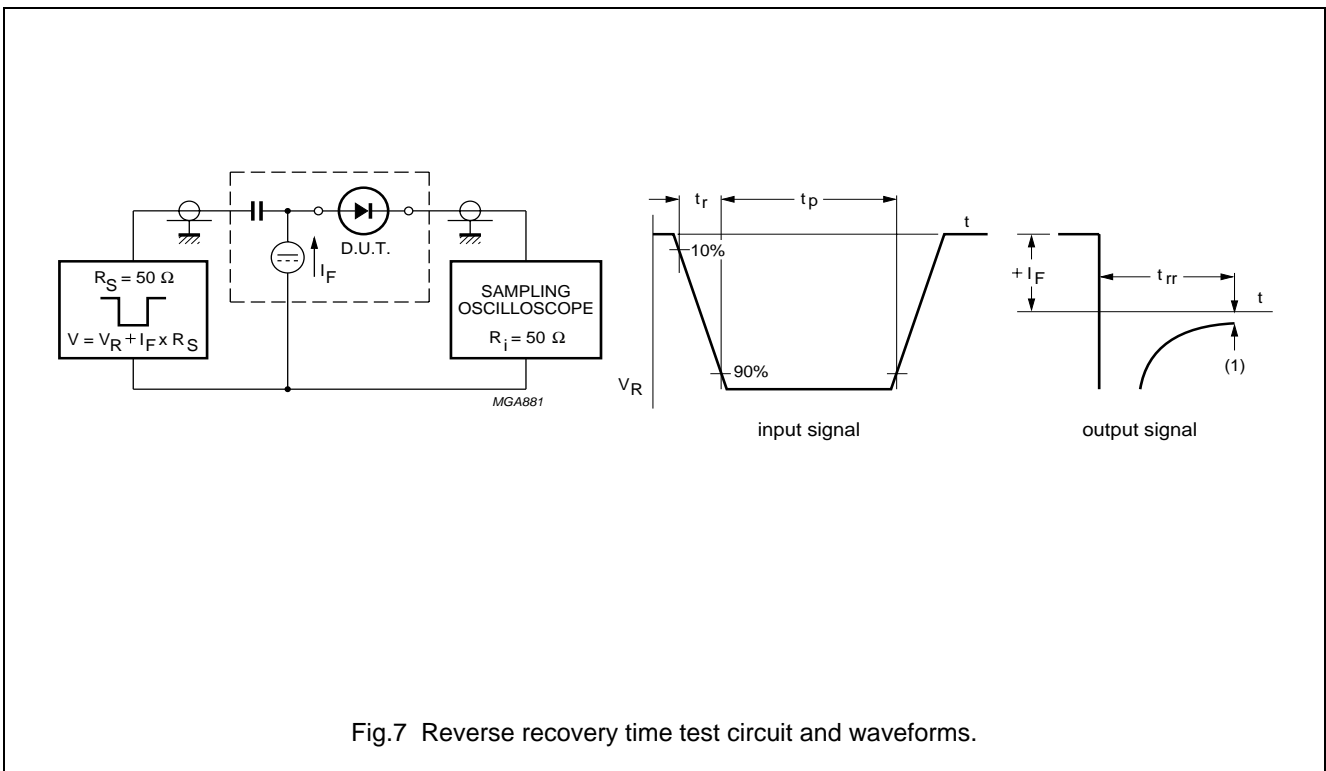 D.U.T.
I_F
R_S = 50 Ω
V = V_R + I_F x R_S
SAMPLING
OSCILLOSCOPE
R_i = 50 Ω
MGA881
t_r
t_p
t
10%
90%
V_R
input signal
+ I_F
t_rr
t
(1)
output signal
Fig.7 Reverse recovery time test circuit and waveforms.